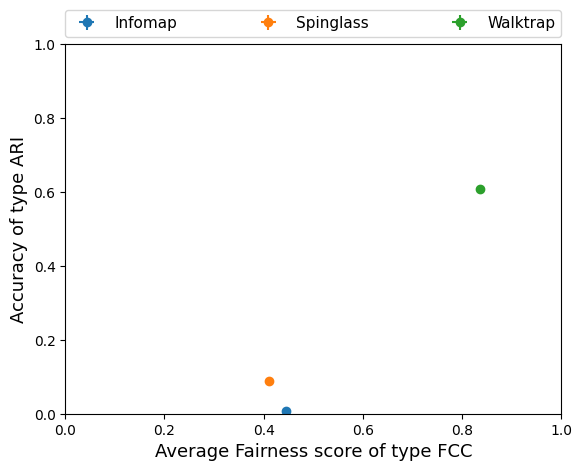 Infomap Spinglass Walktrap
1.0
0.8
0.6
0.4
0.2
0.0
Accuracy of type ARI
0.0 0.2 0.4 0.6 0.8 1.0
Average Fairness score of type FCC